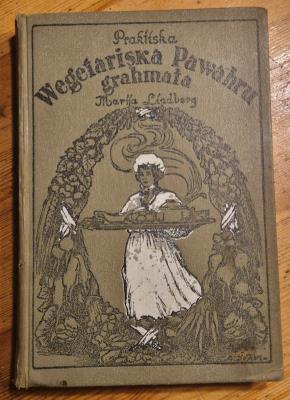 Praktiska
Wegetariska Pawahru
grahmata
Marija Lindberg